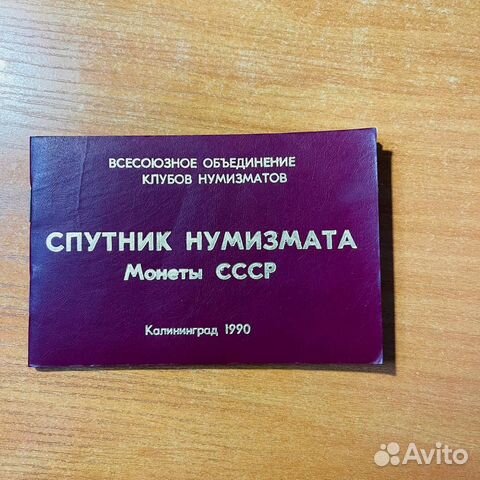 ВСЕСОЮЗНОЕ ОБЪЕДИНЕНИЕ
КЛУБОВ НУМИЗМАТОВ
СПУТНИК НУМИЗМАТА
Монеты СССР
Калининград 1990
Avito